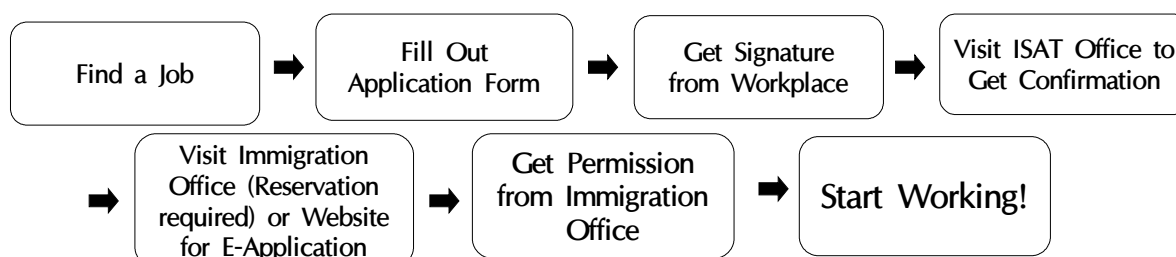 Find a Job
Fill Out
Application Form
Get Signature
from Workplace
Visit ISAT Office to
Get Confirmation
Visit Immigration
Office (Reservation
required) or Website
for E-Application
Get Permission
from Immigration
Office
Start Working!